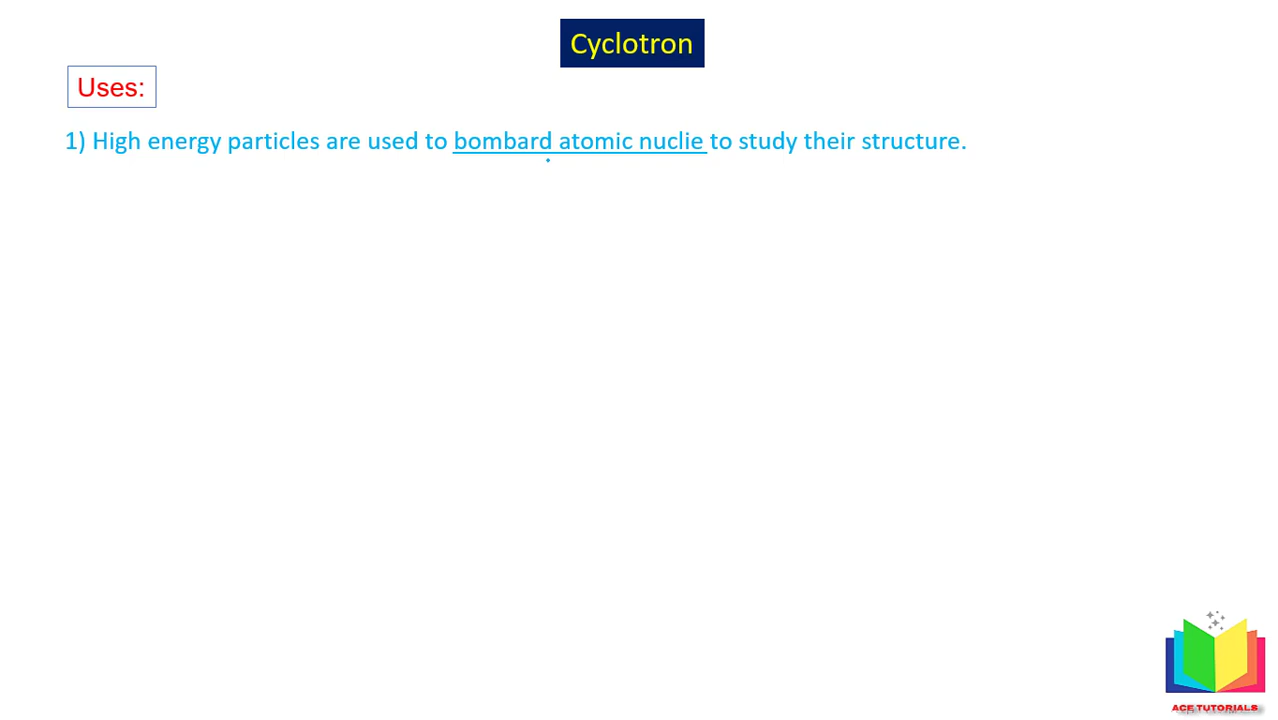 Cyclotron
Uses:
1) High energy particles are used to bombard atomic nuclie to study their structure.
ACE TUTORIALS